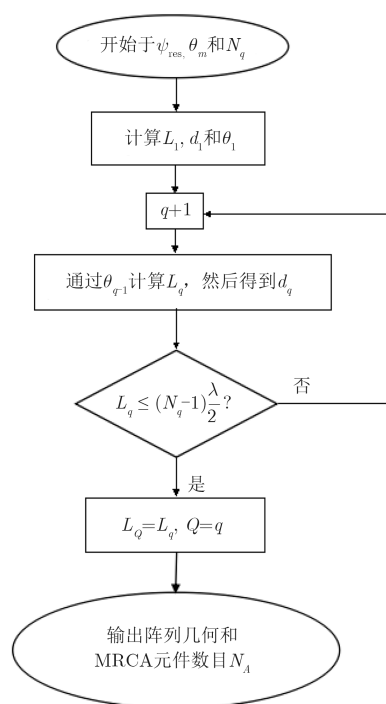 开始于ψres, θm和Nq
计算L1, d1和θ1
q+1
通过θq-1计算Lq，然后得到dq
Lq ≤ (Nq-1)λ/2?
否
是
LQ=Lq, Q=q
输出阵列几何和
MRCA元件数目NA